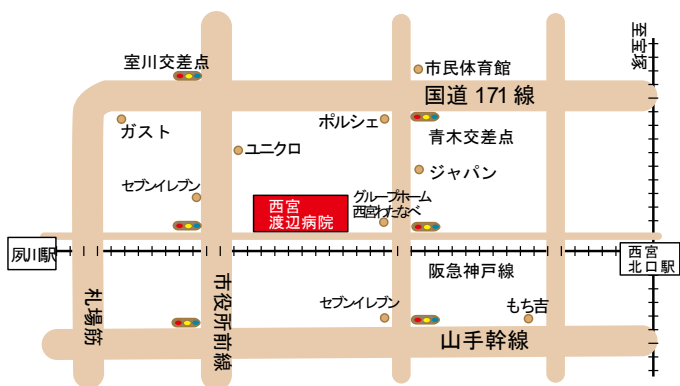 室川交差点
市民体育館
至宝塚
国道171線
ガスト
ポルシェ
青木交差点
ユニクロ
ジャパン
セブンイレブン
グループホーム
西宮わたなべ
西宮
渡辺病院
夙川駅
西宮
北口駅
阪急神戸線
札場筋
市役所前線
セブンイレブン
もち吉
山手幹線